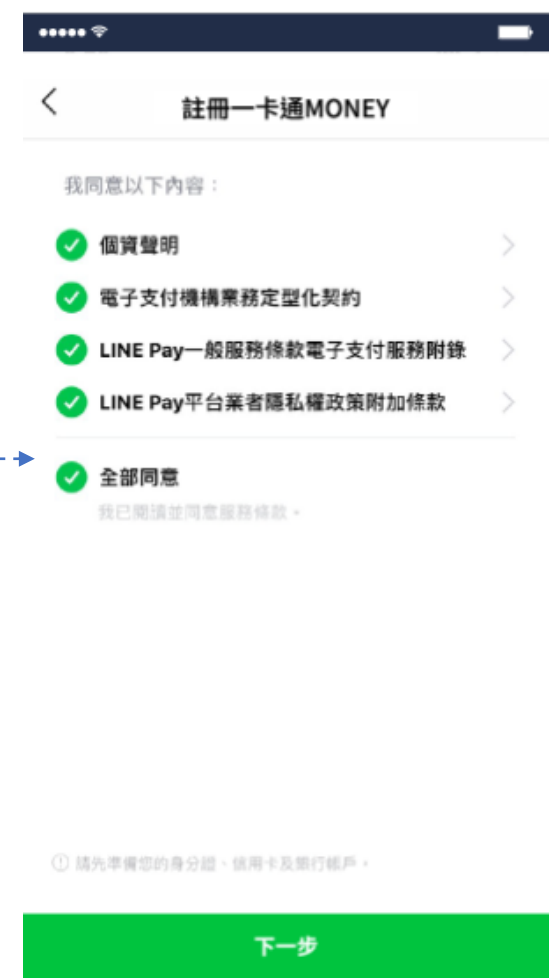 註冊一卡通MONEY
我同意以下內容：
個資聲明
電子支付機構業務定型化契約
LINE Pay一般服務條款電子支付服務附錄
LINE Pay平台業者隱私權政策附加條款
全部同意
我已閱讀並同意服務條款。
請先準備您的身分證、信用卡及銀行帳戶。
下一步